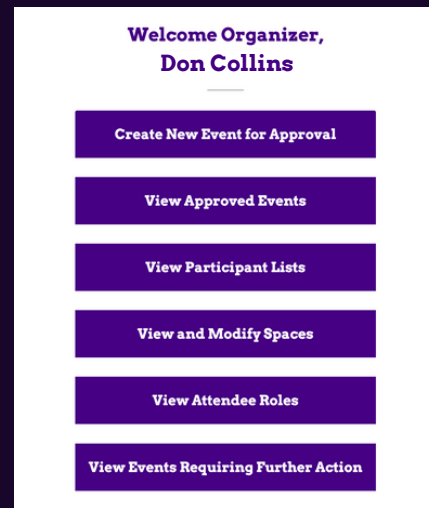 Welcome Organizer,
Don Collins
Create New Event for Approval
View Approved Events
View Participant Lists
View and Modify Spaces
View Attendee Roles
View Events Requiring Further Action